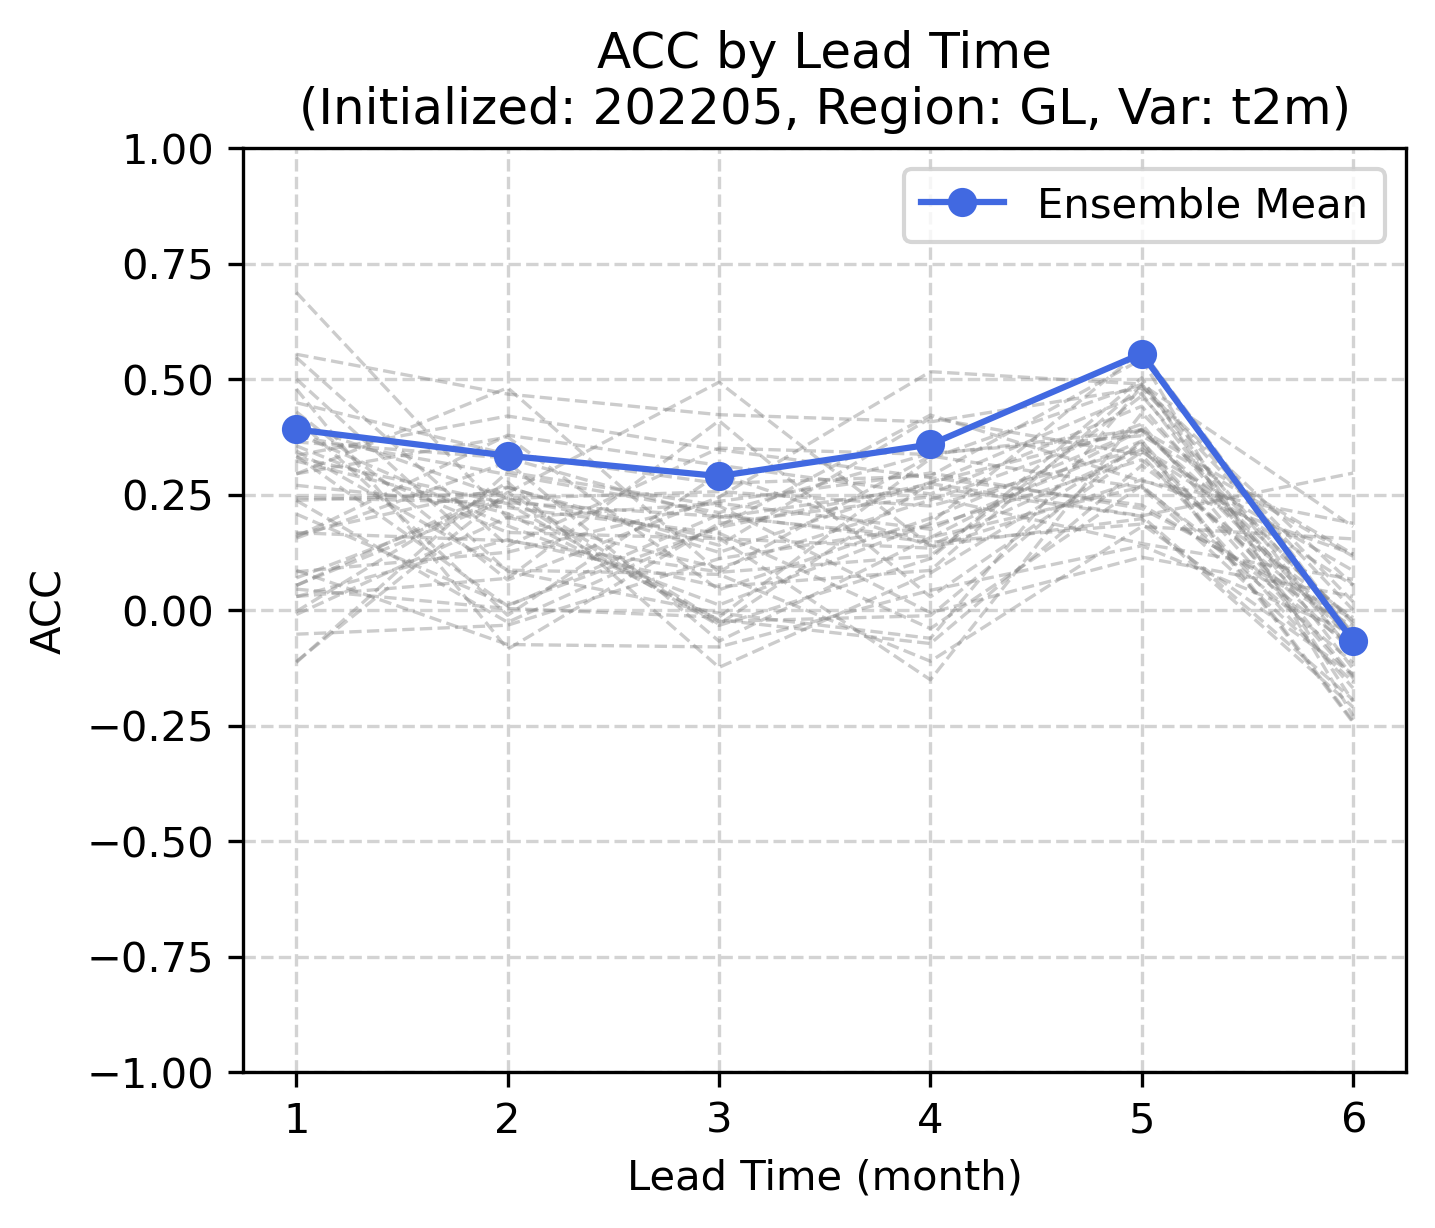 ACC by Lead Time
(Initialized: 202205, Region: GL, Var: t2m)
Ensemble Mean
1.00
0.75
0.50
0.25
0.00
−0.25
−0.50
−0.75
−1.00
ACC
1 2 3 4 5 6
Lead Time (month)